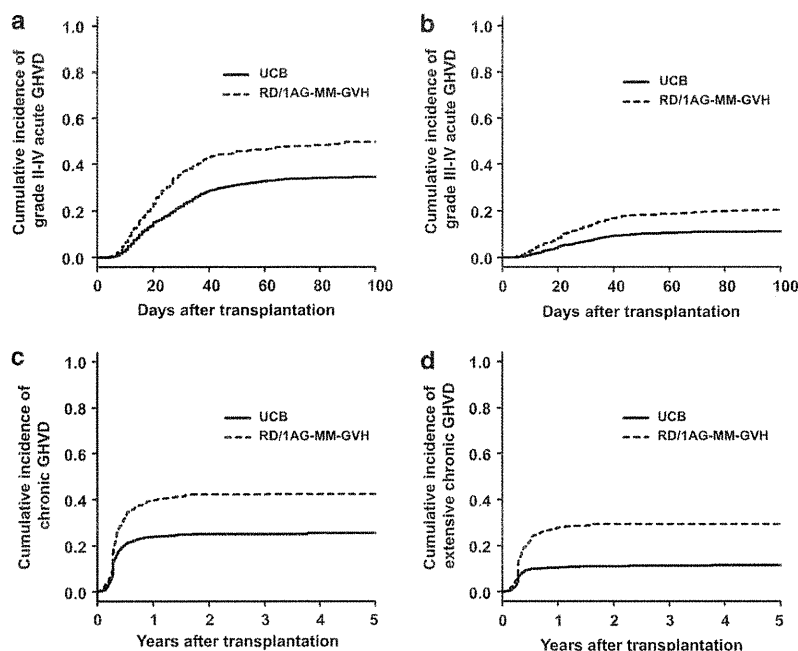 a
Cumulative incidence of
grade II-IV acute GHVD
1.0
0.8
0.6
0.4
0.2
0.0
UCB
RD/1AG-MM-GVH
0 20 40 60 80 100
Days after transplantation
b
Cumulative incidence of
grade III-IV acute GHVD
1.0
0.8
0.6
0.4
0.2
0.0
UCB
RD/1AG-MM-GVH
0 20 40 60 80 100
Days after transplantation
c
Cumulative incidence of
chronic GHVD
1.0
0.8
0.6
0.4
0.2
0.0
UCB
RD/1AG-MM-GVH
0 1 2 3 4 5
Years after transplantation
d
Cumulative incidence of
extensive chronic GHVD
1.0
0.8
0.6
0.4
0.2
0.0
UCB
RD/1AG-MM-GVH
0 1 2 3 4 5
Years after transplantation